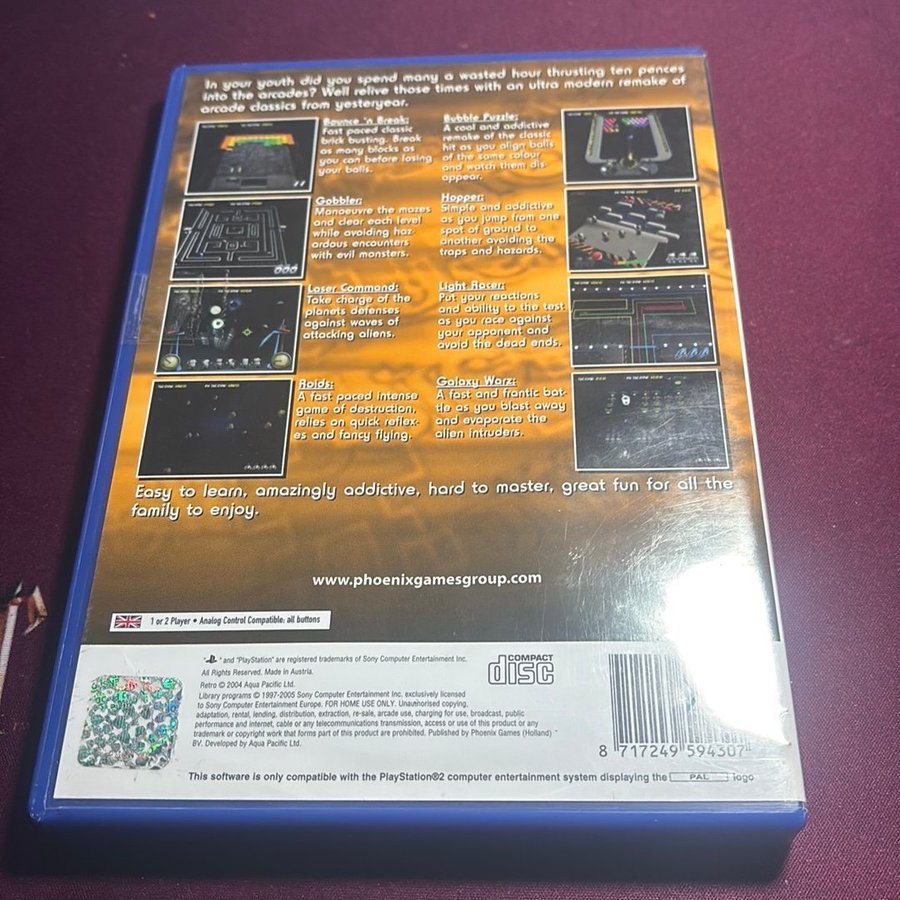 In your youth did you spend many a wasted hour thrusting ten pences
into the arcades? Well relive those times with an ultra modern remake of
arcade classics from yesteryear.
Bounce 'n Break:
Fast paced classic
brick busting. Break
as many blocks as
you can before losing
your balls.
Bubble Puzzle:
A cool and addictive
remake of the classic
hit as you align balls
of the same colour
and watch them dis-
appear.
Gobbler:
Manoeuvre the mazes
and clear each level
while avoiding haz-
ardous encounters
with evil monsters.
Hopper:
Simple and addictive
as you jump from one
spot of ground to
another avoiding the
traps and hazards.
Laser Command:
Take charge of the
planets defenses
against waves of
attacking aliens.
Light Racer:
Put your reactions
and ability to the test
as you race against
your apponent and
avoid the dead ends.
Roids:
A fast paced intense
game of destruction,
relies on quick reflex-
es and fancy flying.
Galaxy Warz:
A fast and frantic bat-
tle as you blast away
and evaporate the
alien intruders.
Easy to learn, amazingly addictive, hard to master, great fun for all the
family to enjoy.
www.phoenixgamesgroup.com
1 or 2 Player • Analog Control Compatible: all buttons
" " and "PlayStation" are registered trademarks of Sony Computer Entertainment Inc.
All Rights Reserved. Made in Austria.
Retro © 2004 Aqua Pacific Ltd.
Library programs © 1997-2005 Sony Computer Entertainment Inc. exclusively licensed
to Sony Computer Entertainment Europe. FOR HOME USE ONLY. Unauthorised copying,
adaptation, rental, lending, distribution, extraction, re-sale, arcade use, charging for use, broadcast, public
performance and internet, cable or any telecommunications transmission, access or use of this product or any
trademark or copyright work that forms part of this product are prohibited. Published by Phoenix Games (Holland)
BV. Developed by Aqua Pacific Ltd.
COMPACT
disc
8 717249 594307
This software is only compatible with the PlayStation®2 computer entertainment system displaying the PAL logo